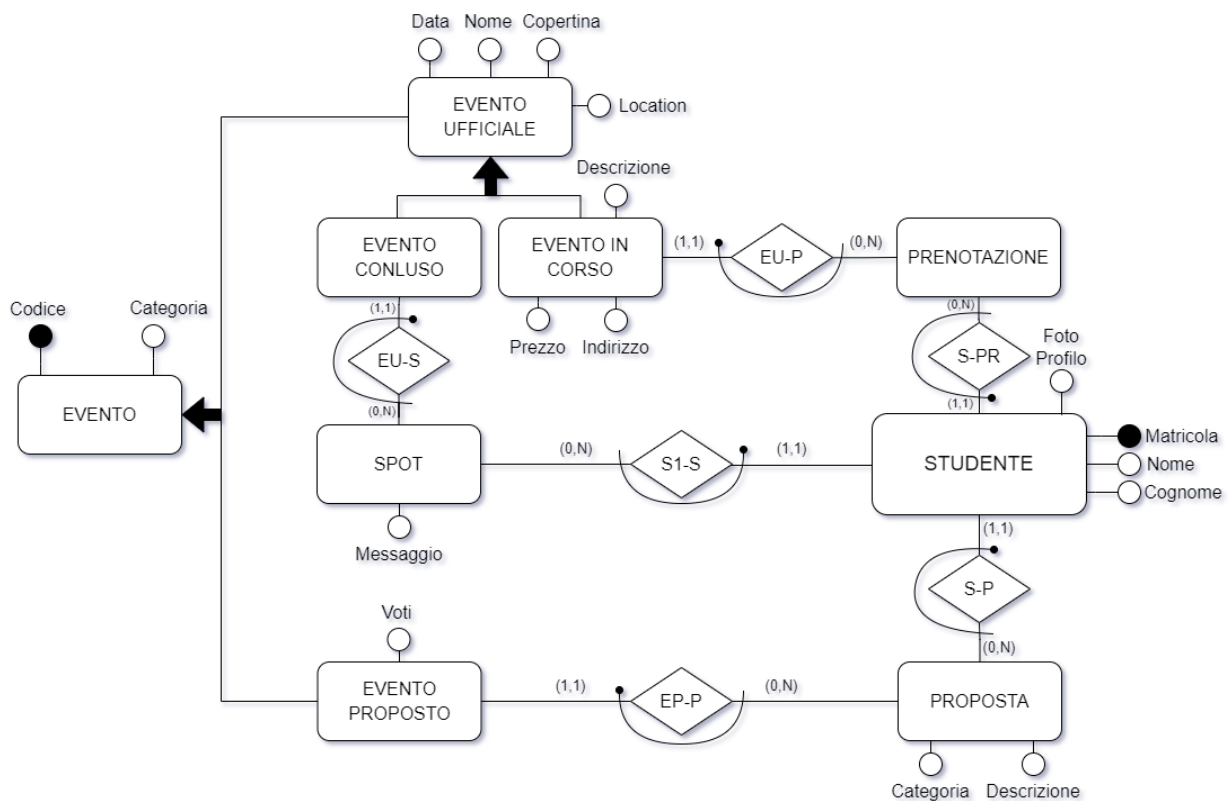 Data
Nome
Copertina
EVENTO
UFFICIALE
Location
Descrizione
EVENTO
CONLUSO
EVENTO IN
CORSO
(1,1)
EU-P
(0,N)
PRENOTAZIONE
Codice
Categoria
(1,1)
Prezzo
Indirizzo
(0,N)
Foto
Profilo
EU-S
S-PR
EVENTO
(0,N)
(1,1)
Matricola
SPOT
(0,N)
S1-S
(1,1)
STUDENTE
Nome
Cognome
Messaggio
(1,1)
S-P
Voti
(0,N)
EVENTO
PROPOSTO
(1,1)
EP-P
(0,N)
PROPOSTA
Categoria
Descrizione